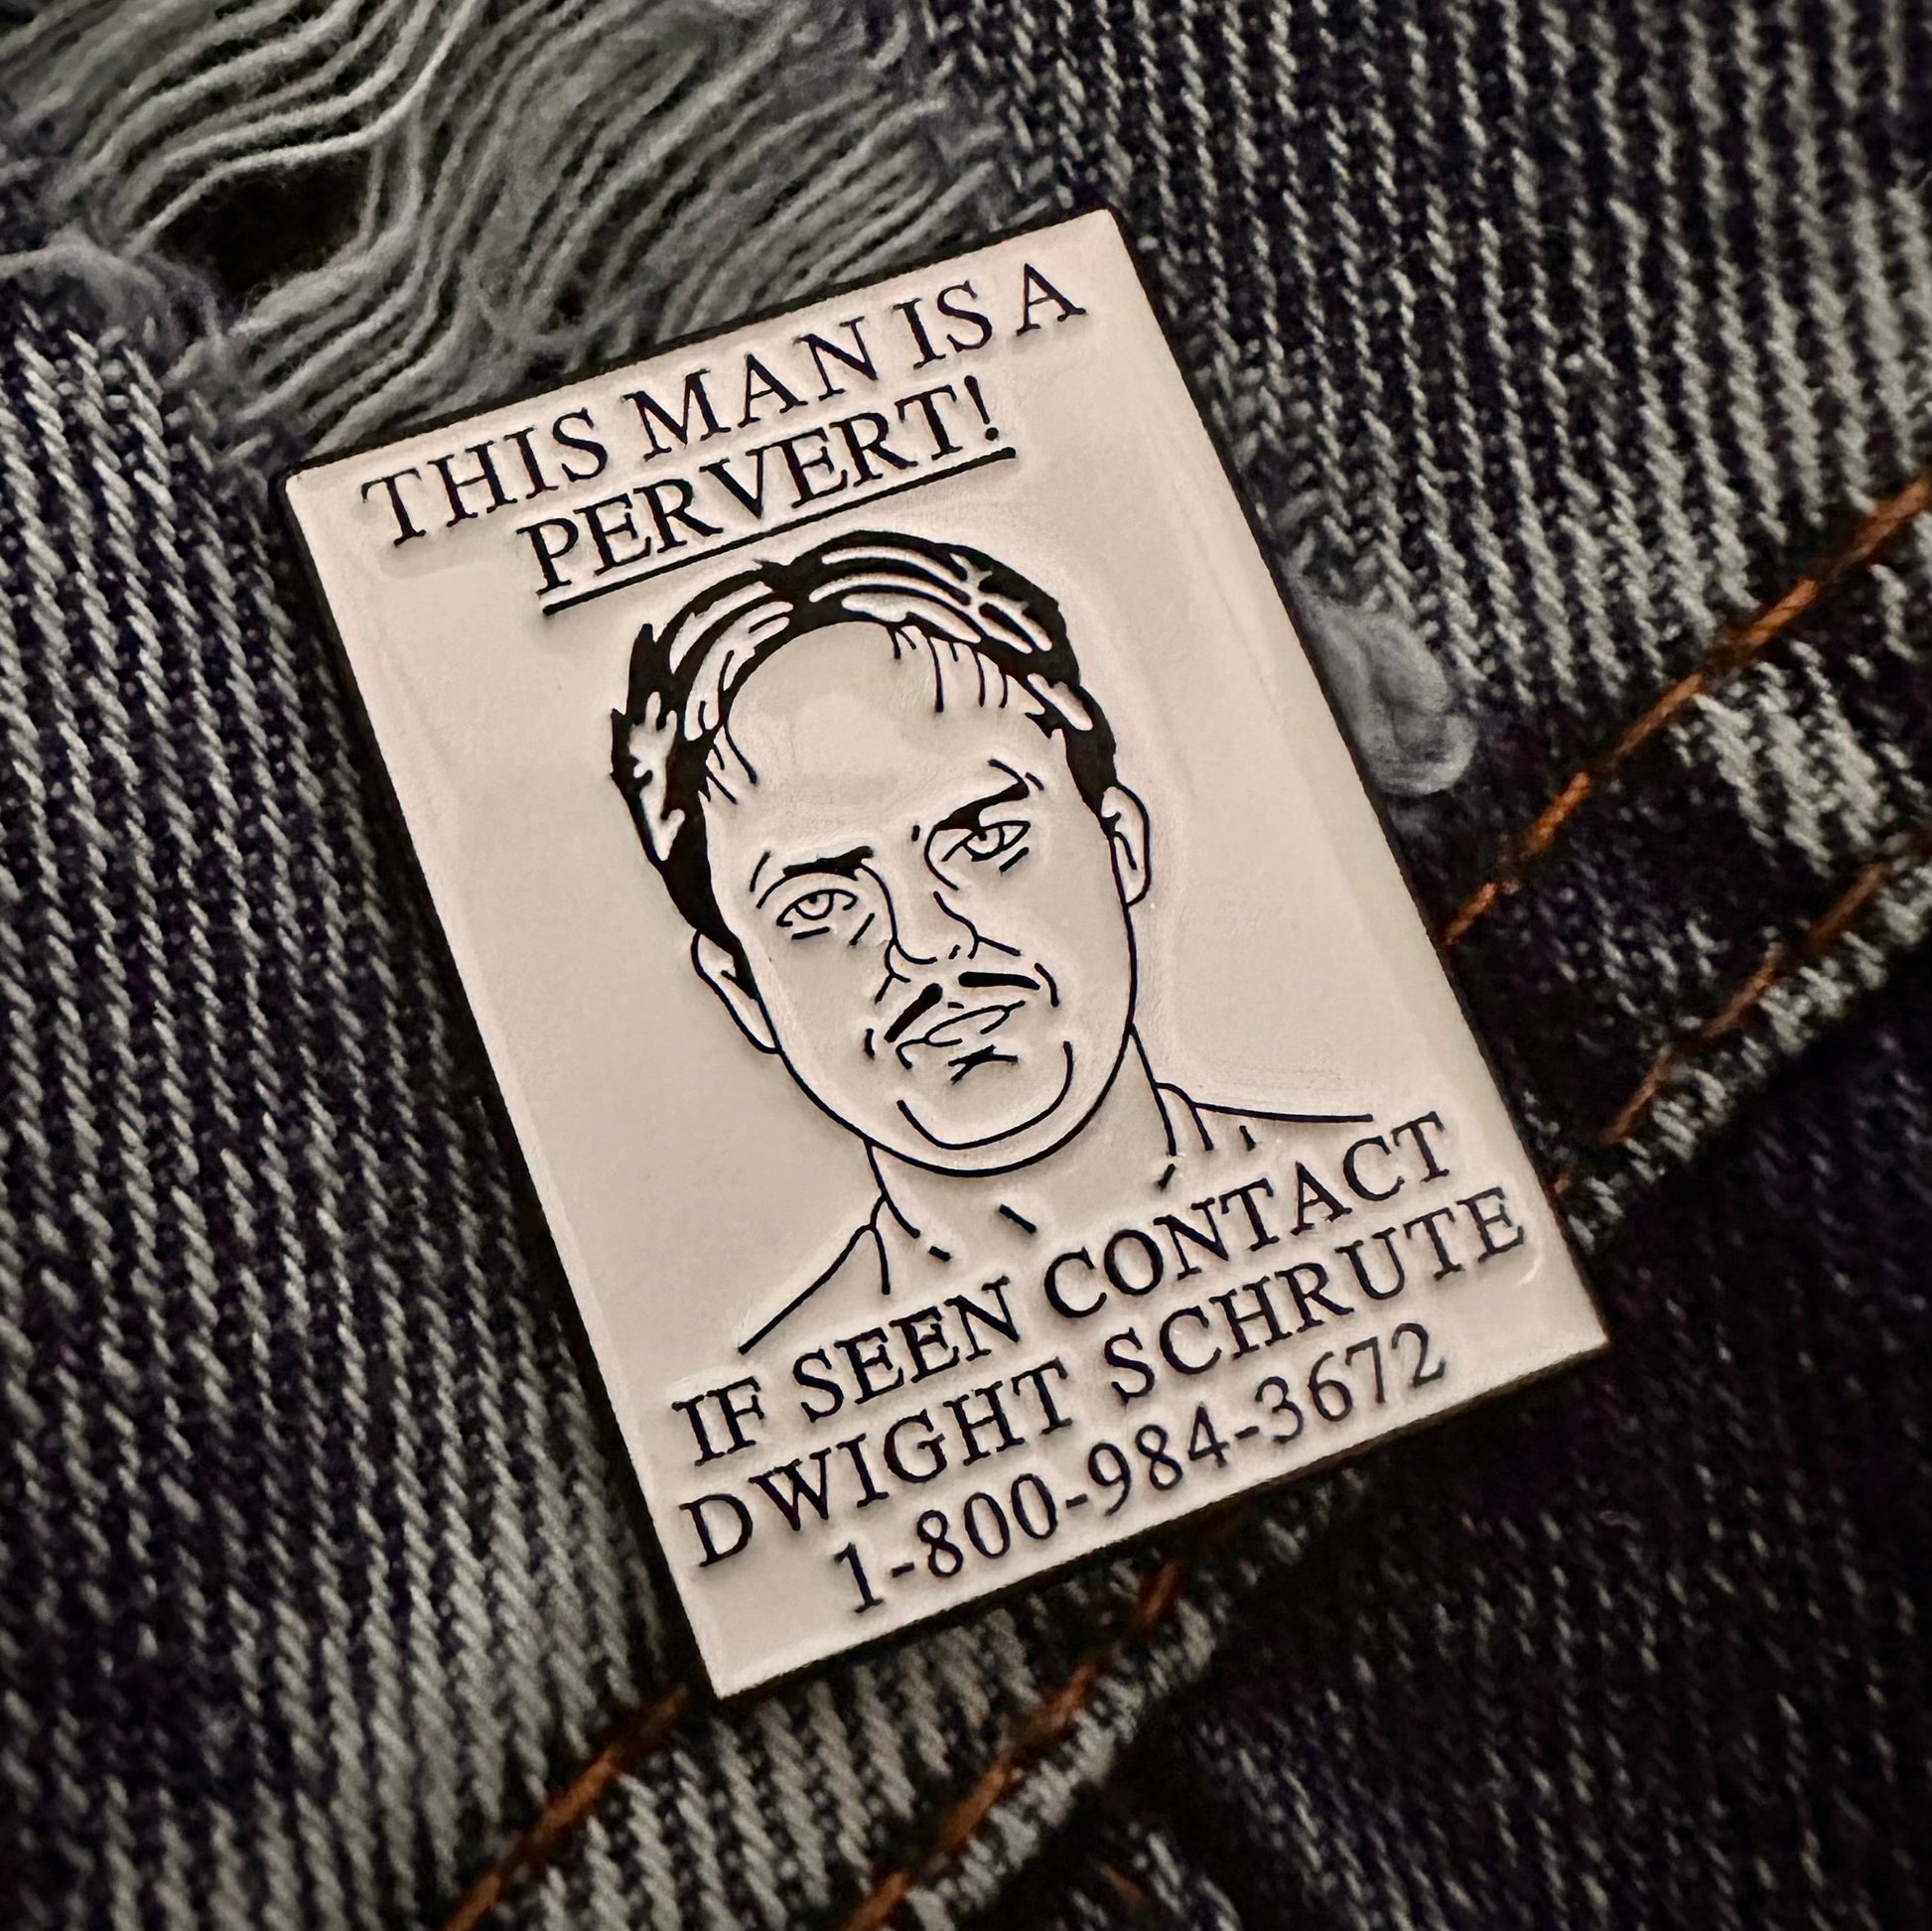 THIS MAN IS A
PERVERT!
IF SEEN CONTACT
DWIGHT SCHRUTE
1-800-984-3672